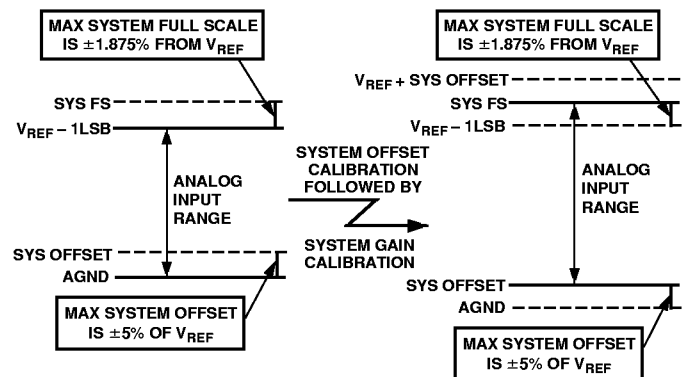 MAX SYSTEM FULL SCALE
IS ±1.875% FROM VREF
SYS FS
VREF – 1LSB
ANALOG
INPUT
RANGE
SYS OFFSET
AGND
MAX SYSTEM OFFSET
IS ±5% OF VREF
SYSTEM OFFSET
CALIBRATION
FOLLOWED BY
SYSTEM GAIN
CALIBRATION
MAX SYSTEM FULL SCALE
IS ±1.875% FROM VREF
VREF + SYS OFFSET
SYS FS
VREF – 1LSB
ANALOG
INPUT
RANGE
SYS OFFSET
AGND
MAX SYSTEM OFFSET
IS ±5% OF VREF